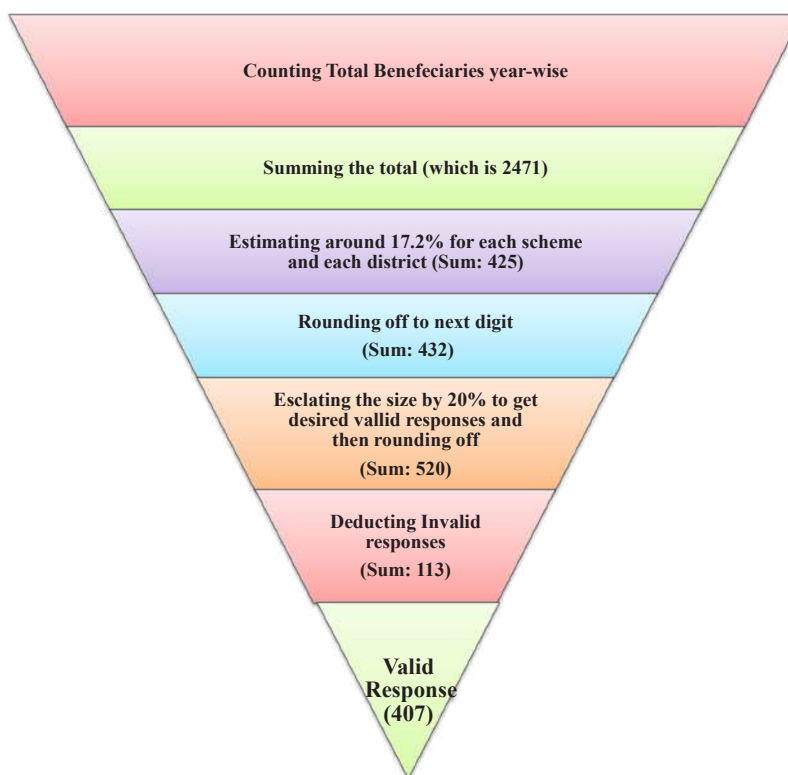 Counting Total Benefeciaries year-wise
Summing the total (which is 2471)
Estimating around 17.2% for each scheme
and each district (Sum: 425)
Rounding off to next digit
(Sum: 432)
Esclating the size by 20% to get
desired vallid responses and
then rounding off
(Sum: 520)
Deducting Invalid
responses
(Sum: 113)
Valid
Response
(407)